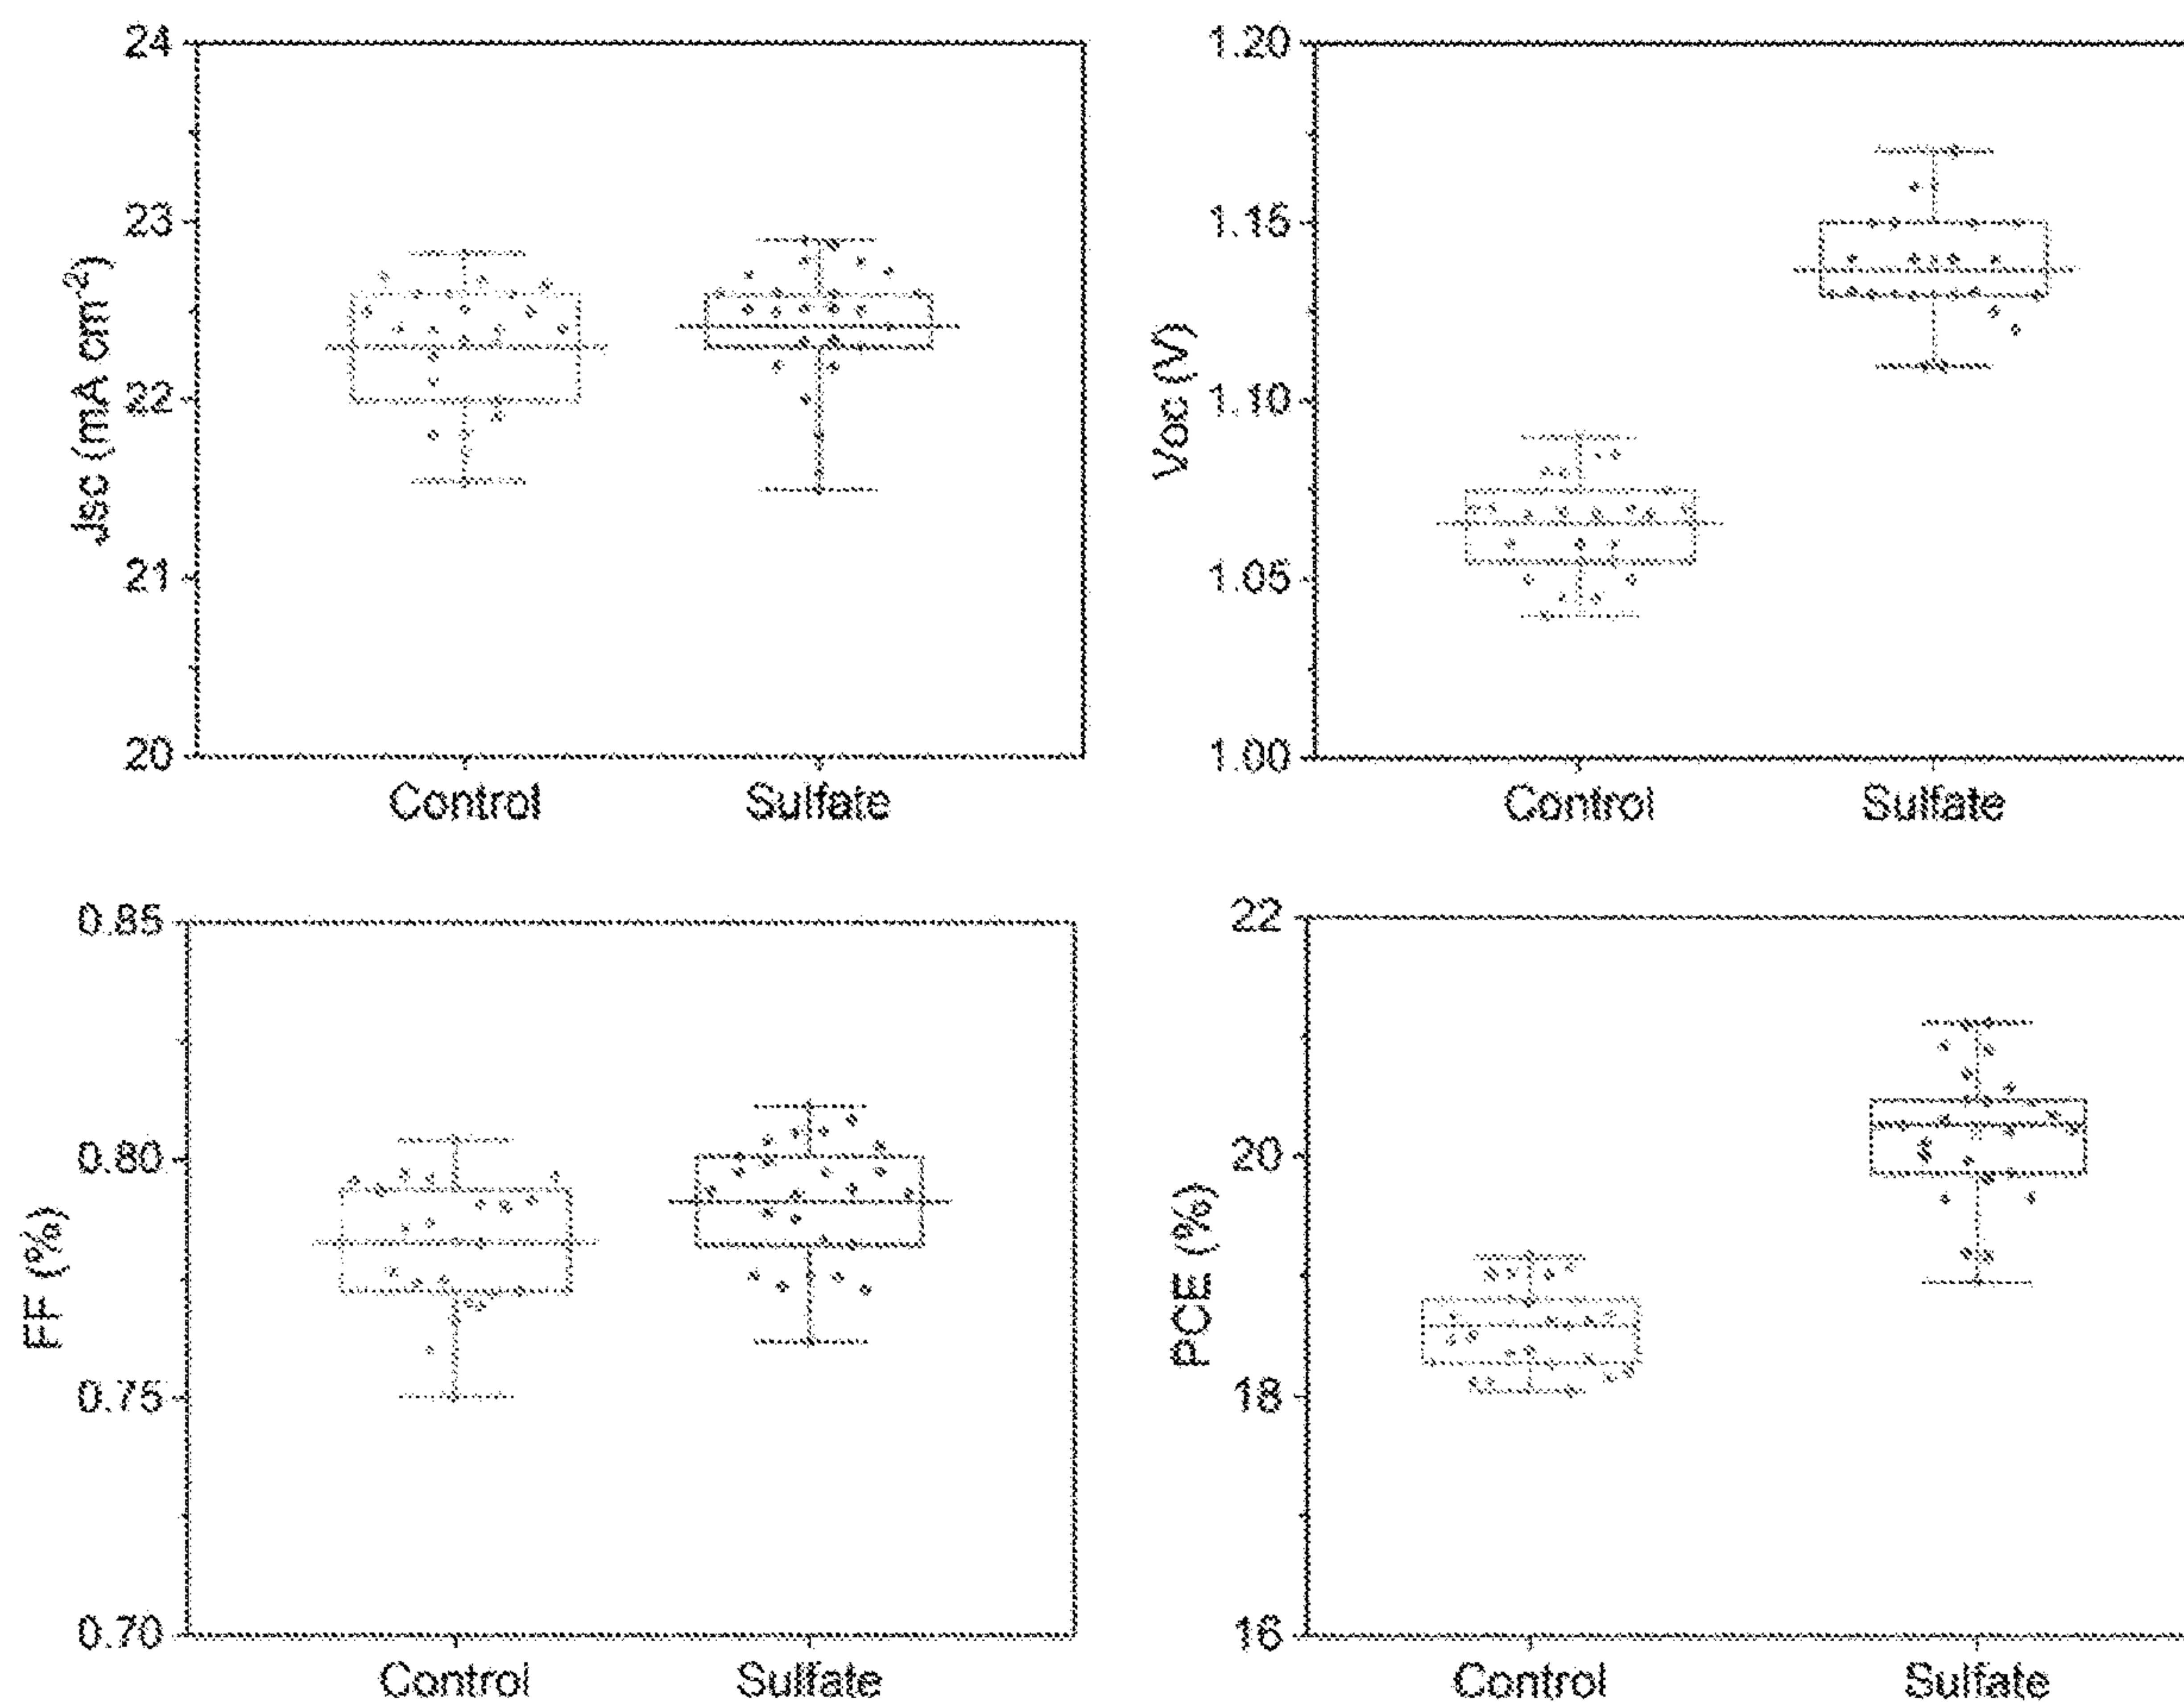 24
23
22
21
20
Jsc (mA cm⁻²)
Control Sulfate
1.20
1.15
1.10
1.05
1.00
Voc (V)
Control Sulfate
0.85
0.80
0.75
0.70
FF (%)
Control Sulfate
22
20
18
16
PCE (%)
Control Sulfate